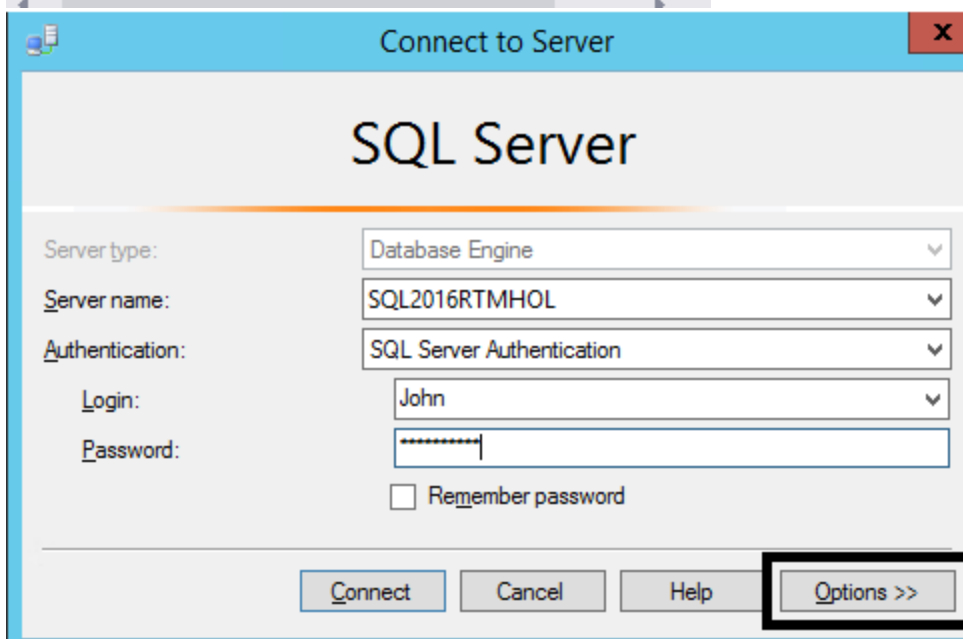 Connect to Server
x
SQL Server
Server type: Database Engine
Server name: SQL2016RTMHOL
Authentication: SQL Server Authentication
Login: John
Password: **********
Remember password
Connect Cancel Help Options >>